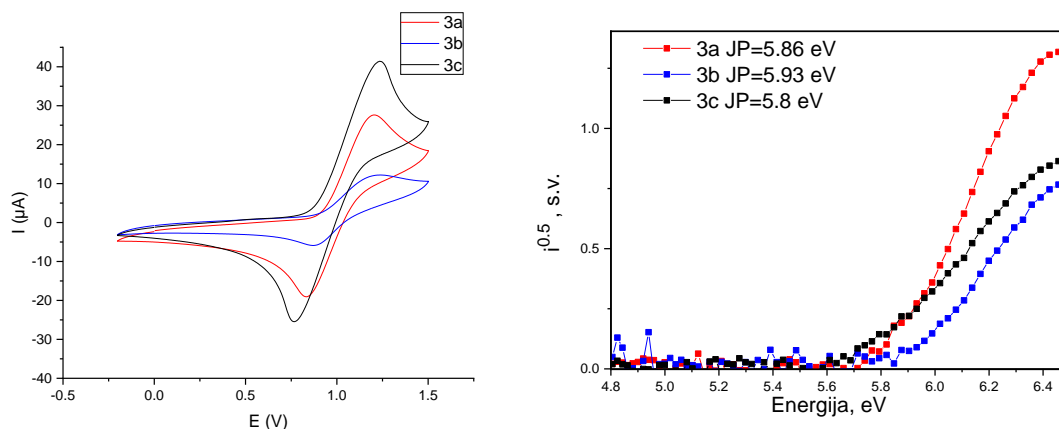 3a
3b
3c
40
30
20
10
0
-10
-20
-30
-40
I (µA)
-0.5 0.0 0.5 1.0 1.5
E (V)
3a JP=5.86 eV
3b JP=5.93 eV
3c JP=5.8 eV
1.0
0.5
0.0
i^0.5, s.v.
4.8 5.0 5.2 5.4 5.6 5.8 6.0 6.2 6.4
Energija, eV